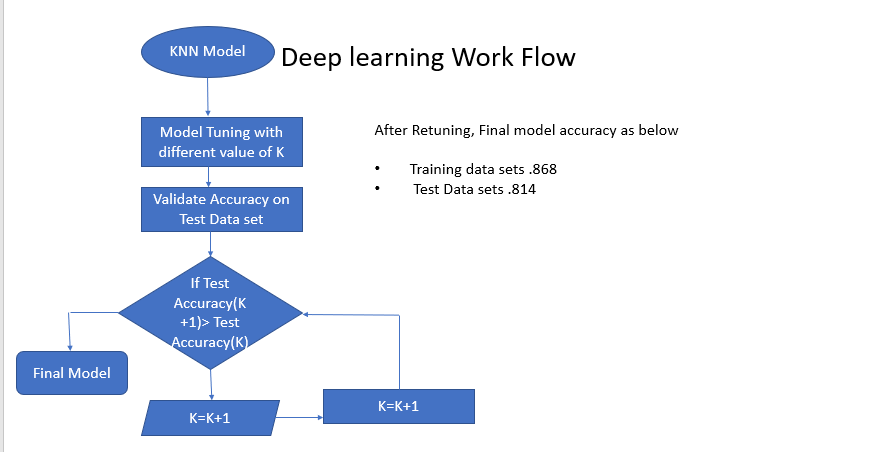 KNN Model
Deep learning Work Flow
Model Tuning with
different value of K
After Retuning, Final model accuracy as below
• Training data sets .868
• Test Data sets .814
Validate Accuracy on
Test Data set
If Test
Accuracy(K
+1)> Test
Accuracy(K)
Final Model
K=K+1
K=K+1